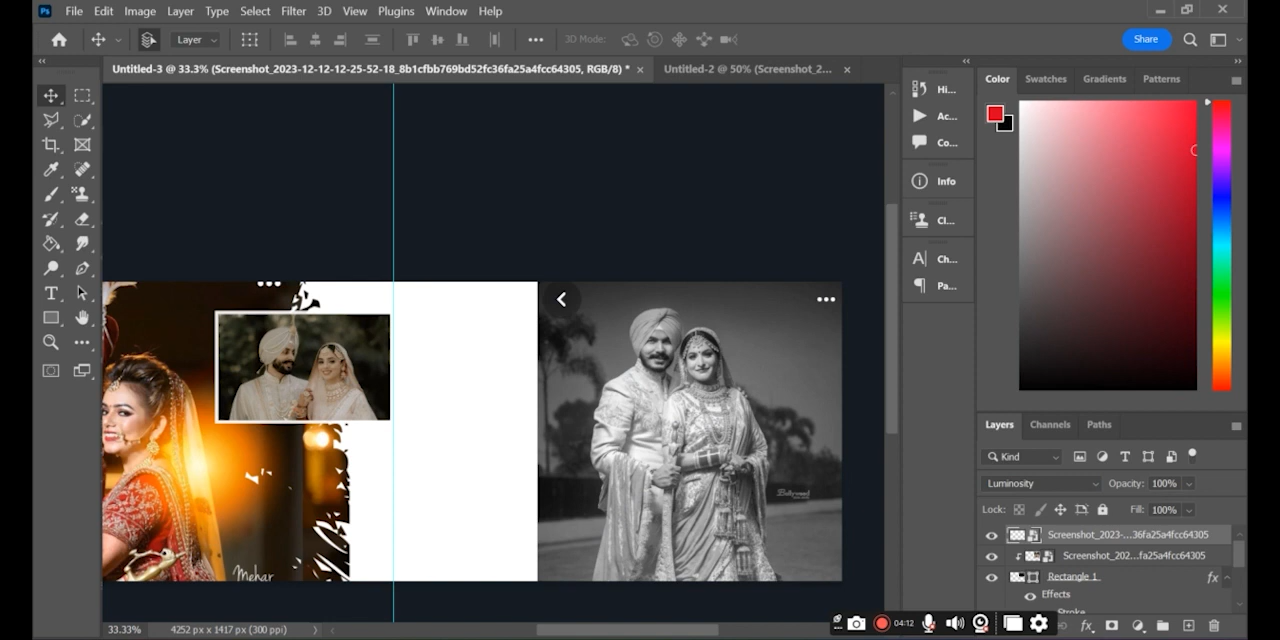 Ps File Edit Image Layer Type Select Filter 3D View Plugins Window Help
Layer ... 3D Mode: Share
Untitled-3 @ 33.3% (Screenshot_2023-12-12-12-25-52-18_8b1cfbb769bd52fc36fa25a4fcc64305, RGB/8) * × Untitled-2 @ 50% (Screenshot_2... ×
Color Swatches Gradients Patterns
Hi...
Ac...
Co...
Info
Cl...
Ch...
Pa...
Mehar
Layers Channels Paths
Kind
Luminosity Opacity: 100%
Lock: Fill: 100%
Screenshot_2023-...36fa25a4fcc64305
Screenshot_202...fa25a4fcc64305
Rectangle 1 fx
Effects
Stroke
33.33% 4252 px x 1417 px (300 ppi)
04:12
fx